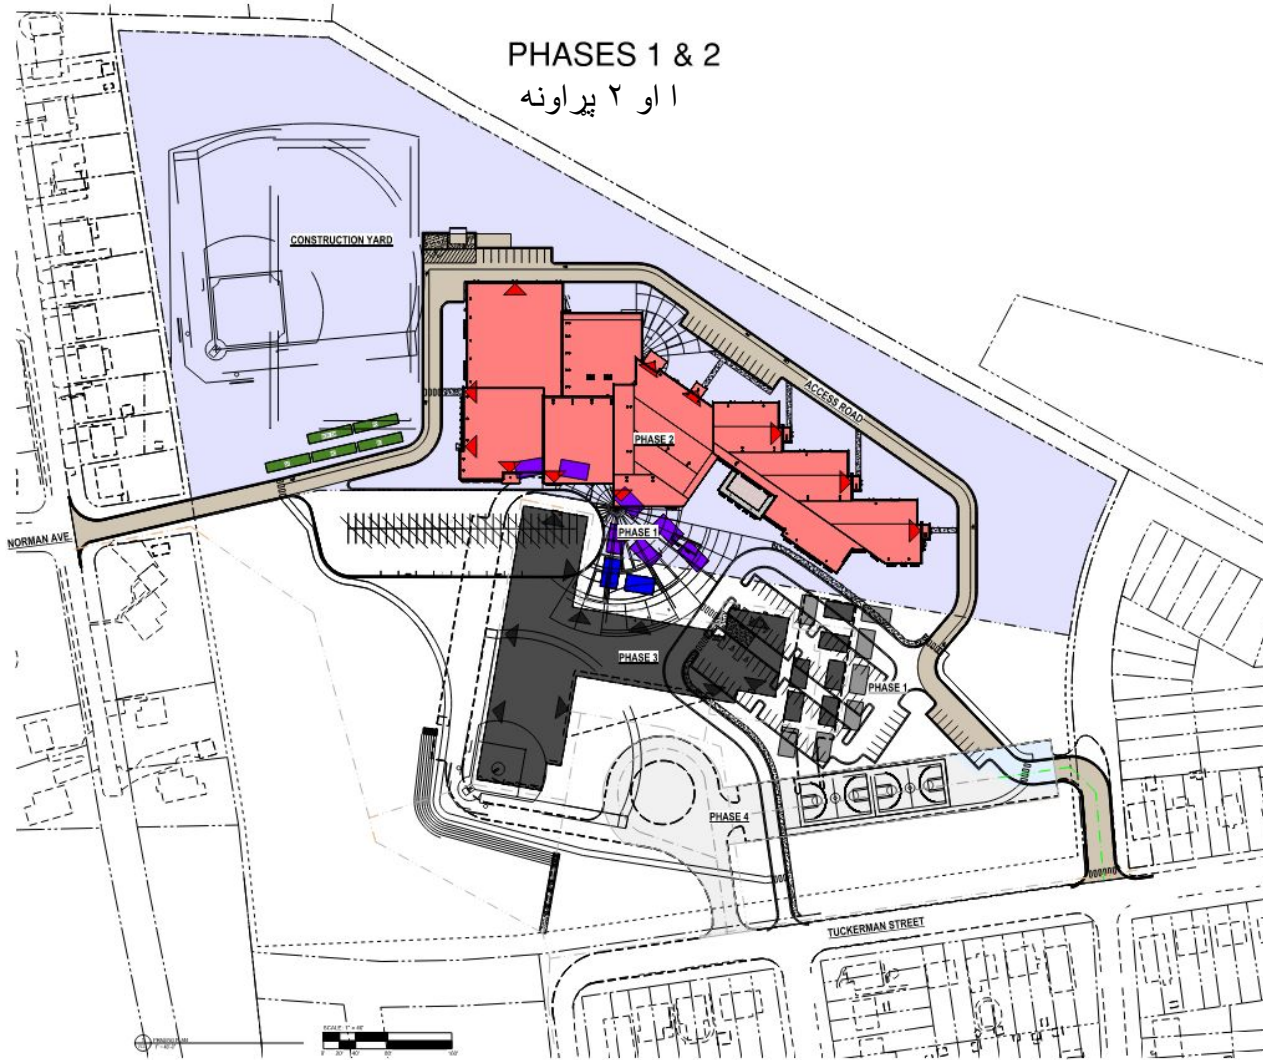 PHASES 1 & 2
۱ او ۲ پړاونه
CONSTRUCTION YARD
ACCESS ROAD
PHASE 2
NORMAN AVE.
PHASE 1
PHASE 3
PHASE 1
PHASE 4
TUCKERMAN STREET